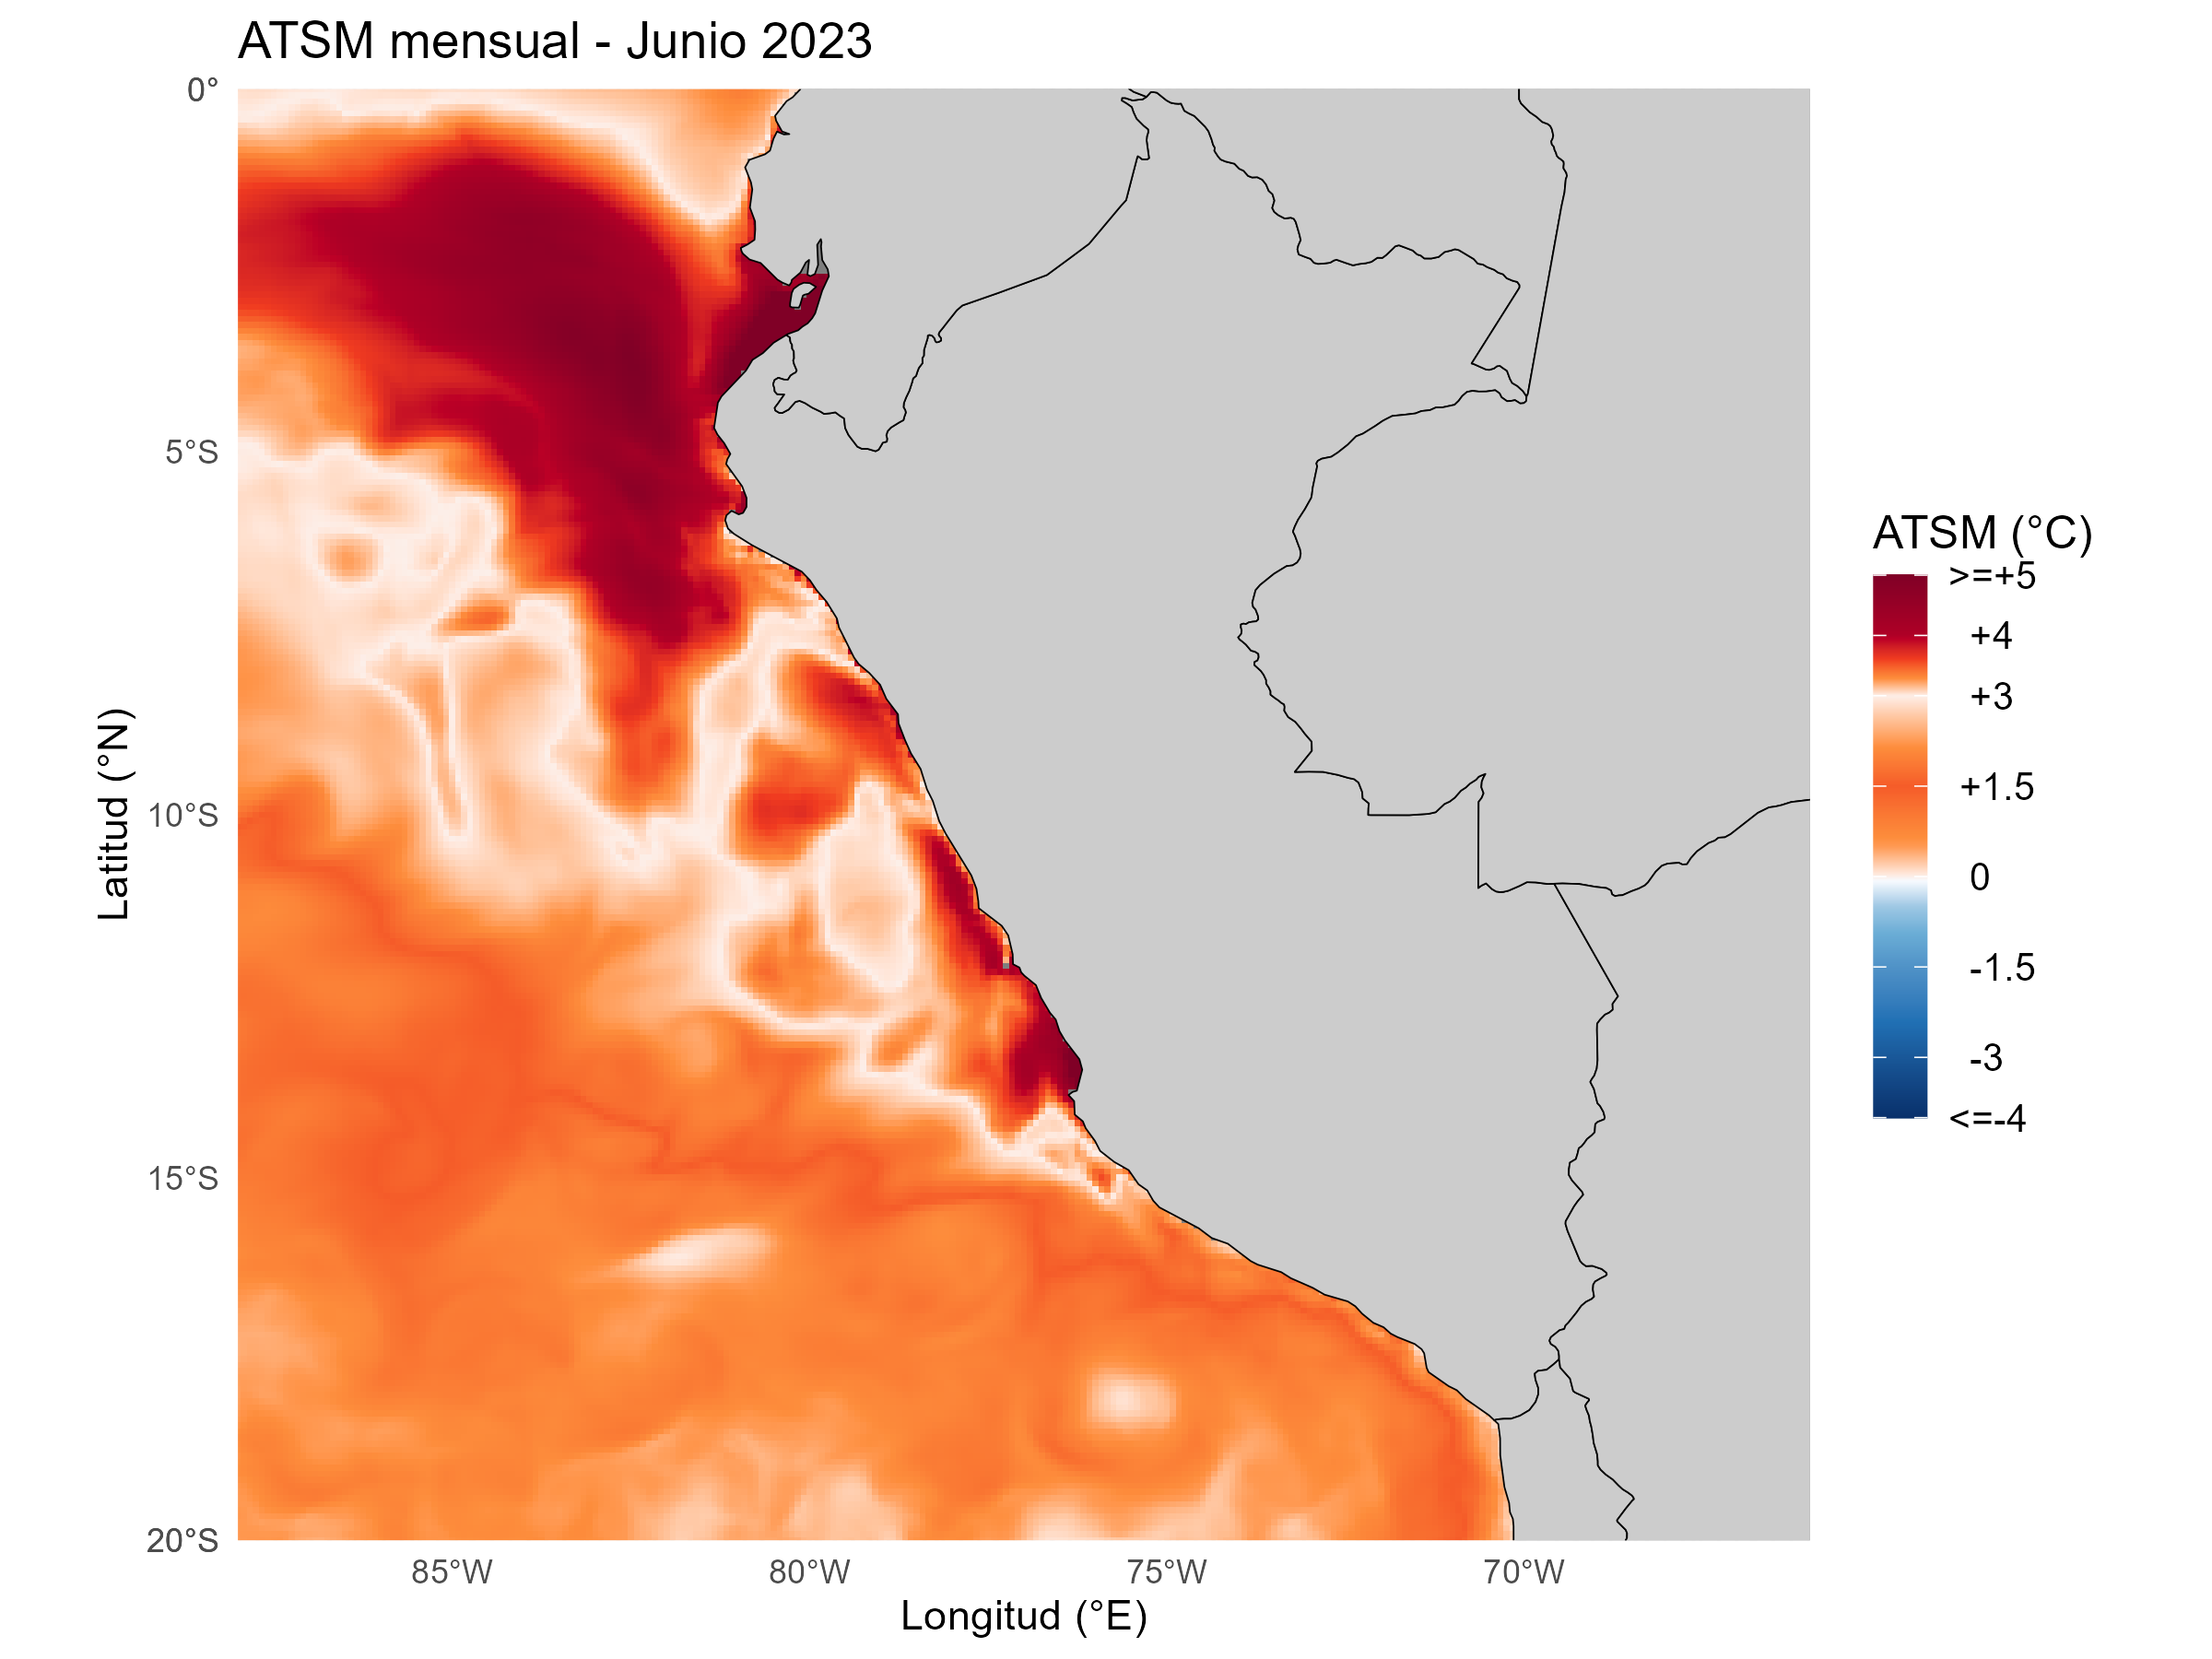 ATSM mensual - Junio 2023
0°
5°S
10°S
15°S
20°S
Latitud (°N)
85°W
80°W
75°W
70°W
Longitud (°E)
ATSM (°C)
>=+5
+4
+3
+1.5
0
-1.5
-3
<=-4